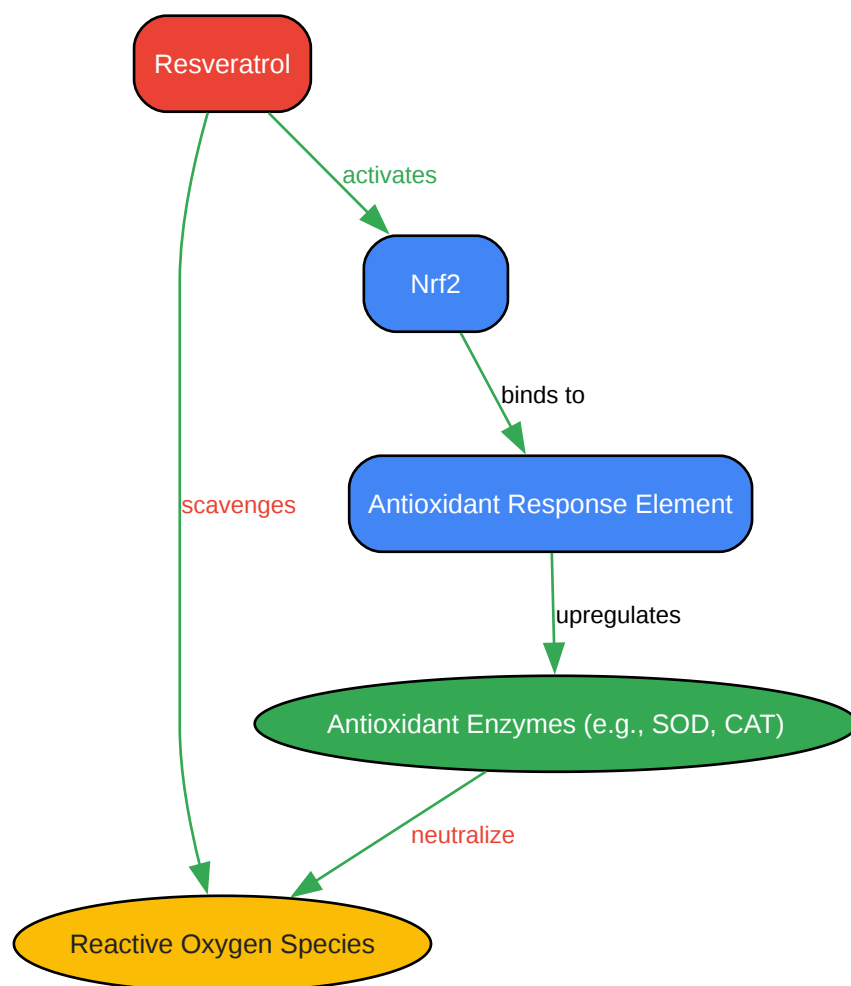 Resveratrol
activates
Nrf2
binds to
Antioxidant Response Element
scavenges
upregulates
Antioxidant Enzymes (e.g., SOD, CAT)
neutralize
Reactive Oxygen Species